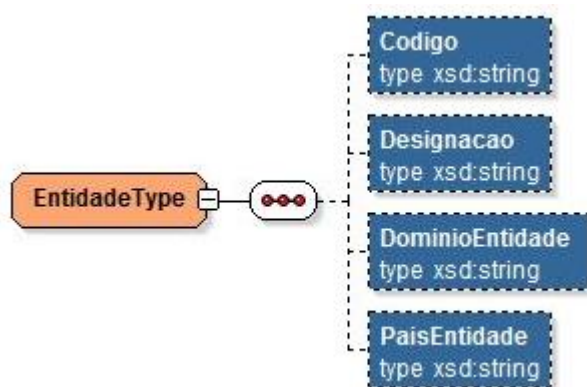 Codigo
type xsd:string
Designacao
type xsd:string
EntidadeType
DominioEntidade
type xsd:string
PaisEntidade
type xsd:string